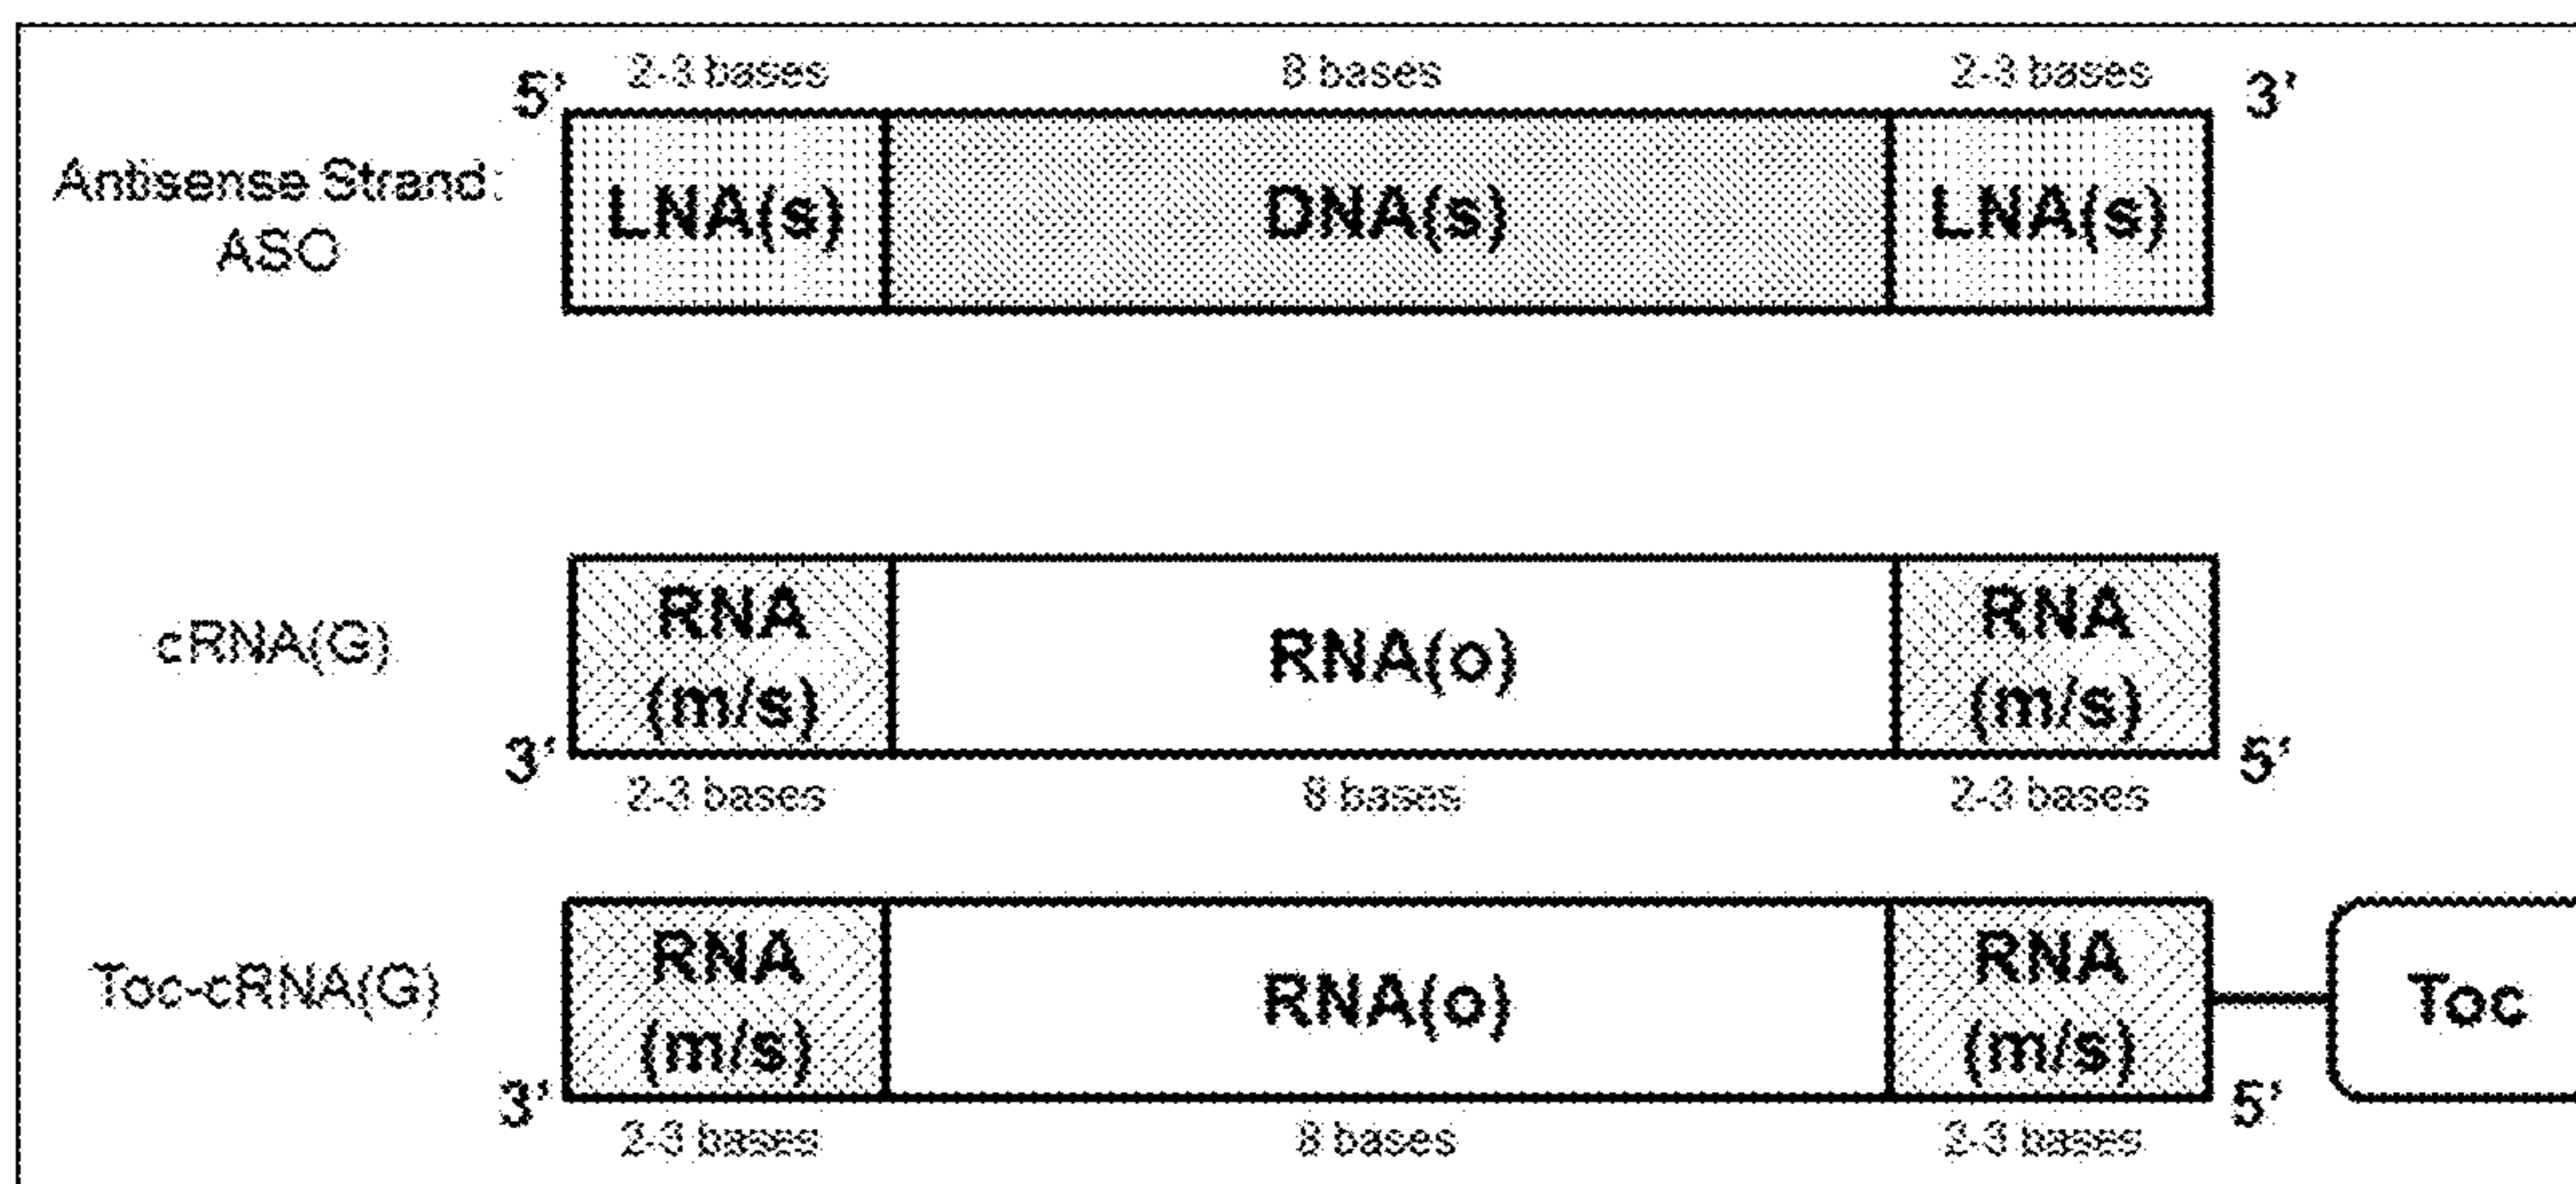 5' 2-3 bases 8 bases 2-3 bases 3'
Antisense Strand:
ASO
LNA(s) DNA(s) LNA(s)
cRNA(G)
RNA
(m/s)
RNA(o)
RNA
(m/s)
3' 5'
2-3 bases 8 bases 2-3 bases
Toc-cRNA(G)
RNA
(m/s)
RNA(o)
RNA
(m/s)
Toc
3' 5'
2-3 bases 8 bases 2-3 bases